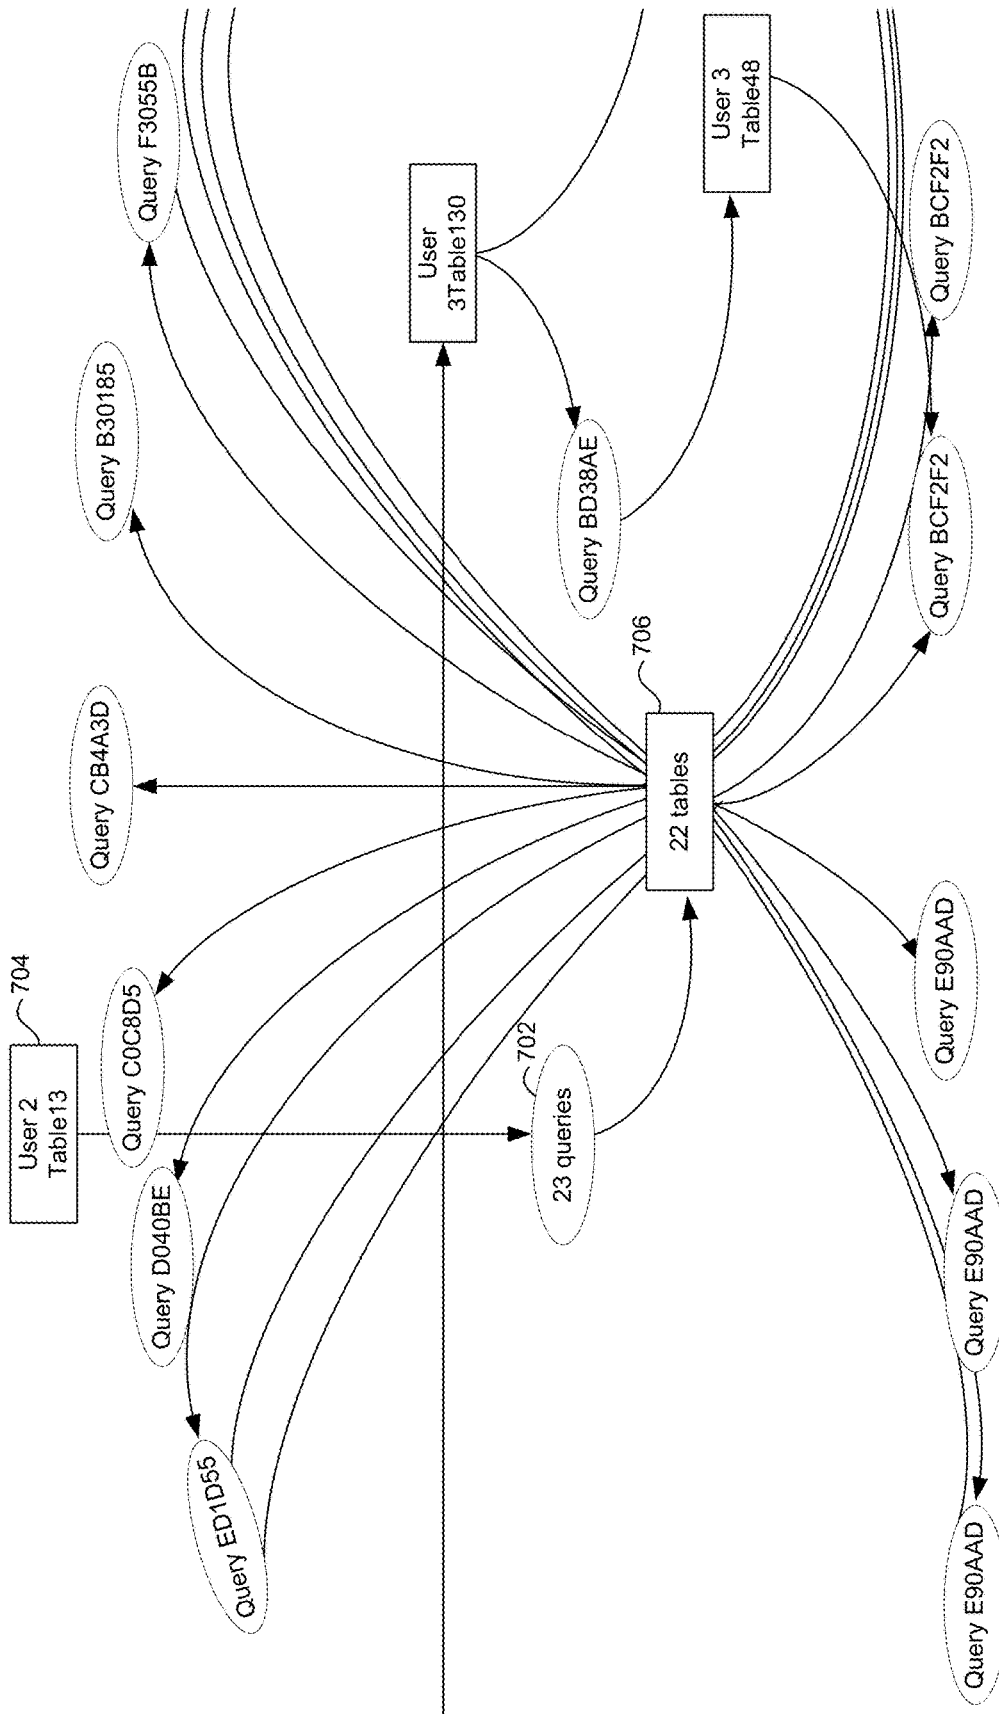 704
User 2
Table13
Query CB4A3D
Query B30185
Query C0C8D5
Query F3055B
Query D040BE
Query ED1D55
User
3Table130
702
23 queries
Query BD38AE
706
22 tables
User 3
Table48
Query BCF2F2
Query BCF2F2
Query E90AAD
Query E90AAD
Query E90AAD